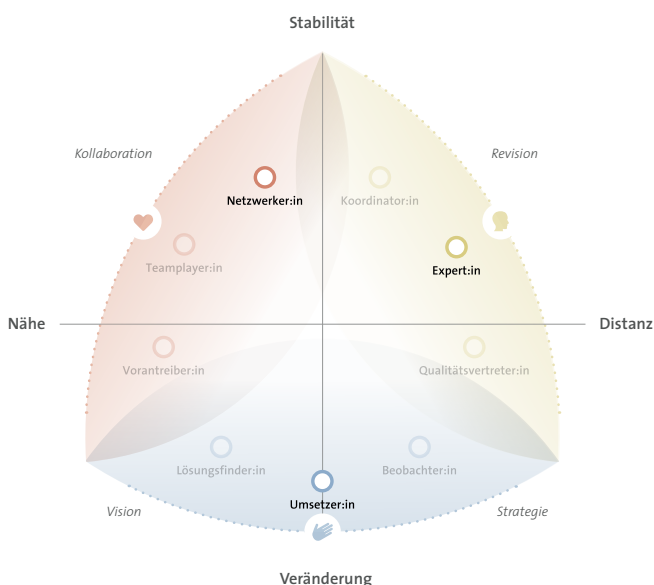 Stabilität
Kollaboration
Revision
Netzwerker:in
Koordinator:in
Teamplayer:in
Expert:in
Nähe
Distanz
Vorantreiber:in
Qualitätsvertreter:in
Lösungsfinder:in
Beobachter:in
Umsetzer:in
Vision
Strategie
Veränderung